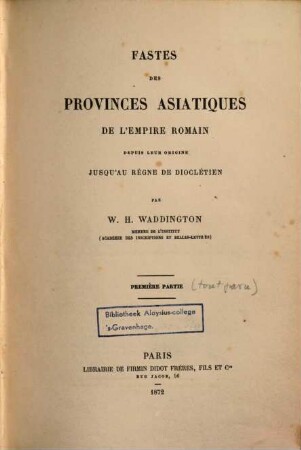 FASTES
DES
PROVINCES ASIATIQUES
DE L'EMPIRE ROMAIN
DEPUIS LEUR ORIGINE
JUSQU'AU RÈGNE DE DIOCLÉTIEN
PAR
W. H. WADDINGTON
MEMBRE DE L'INSTITUT
(ACADÉMIE DES INSCRIPTIONS ET BELLES-LETTRES)
PREMIÈRE PARTIE (tout paru)
Bibliotheek Aloysius-college
's-Gravenhage.
PARIS
LIBRAIRIE DE FIRMIN DIDOT FRÈRES, FILS ET Cie
RUE JACOB, 56
1872